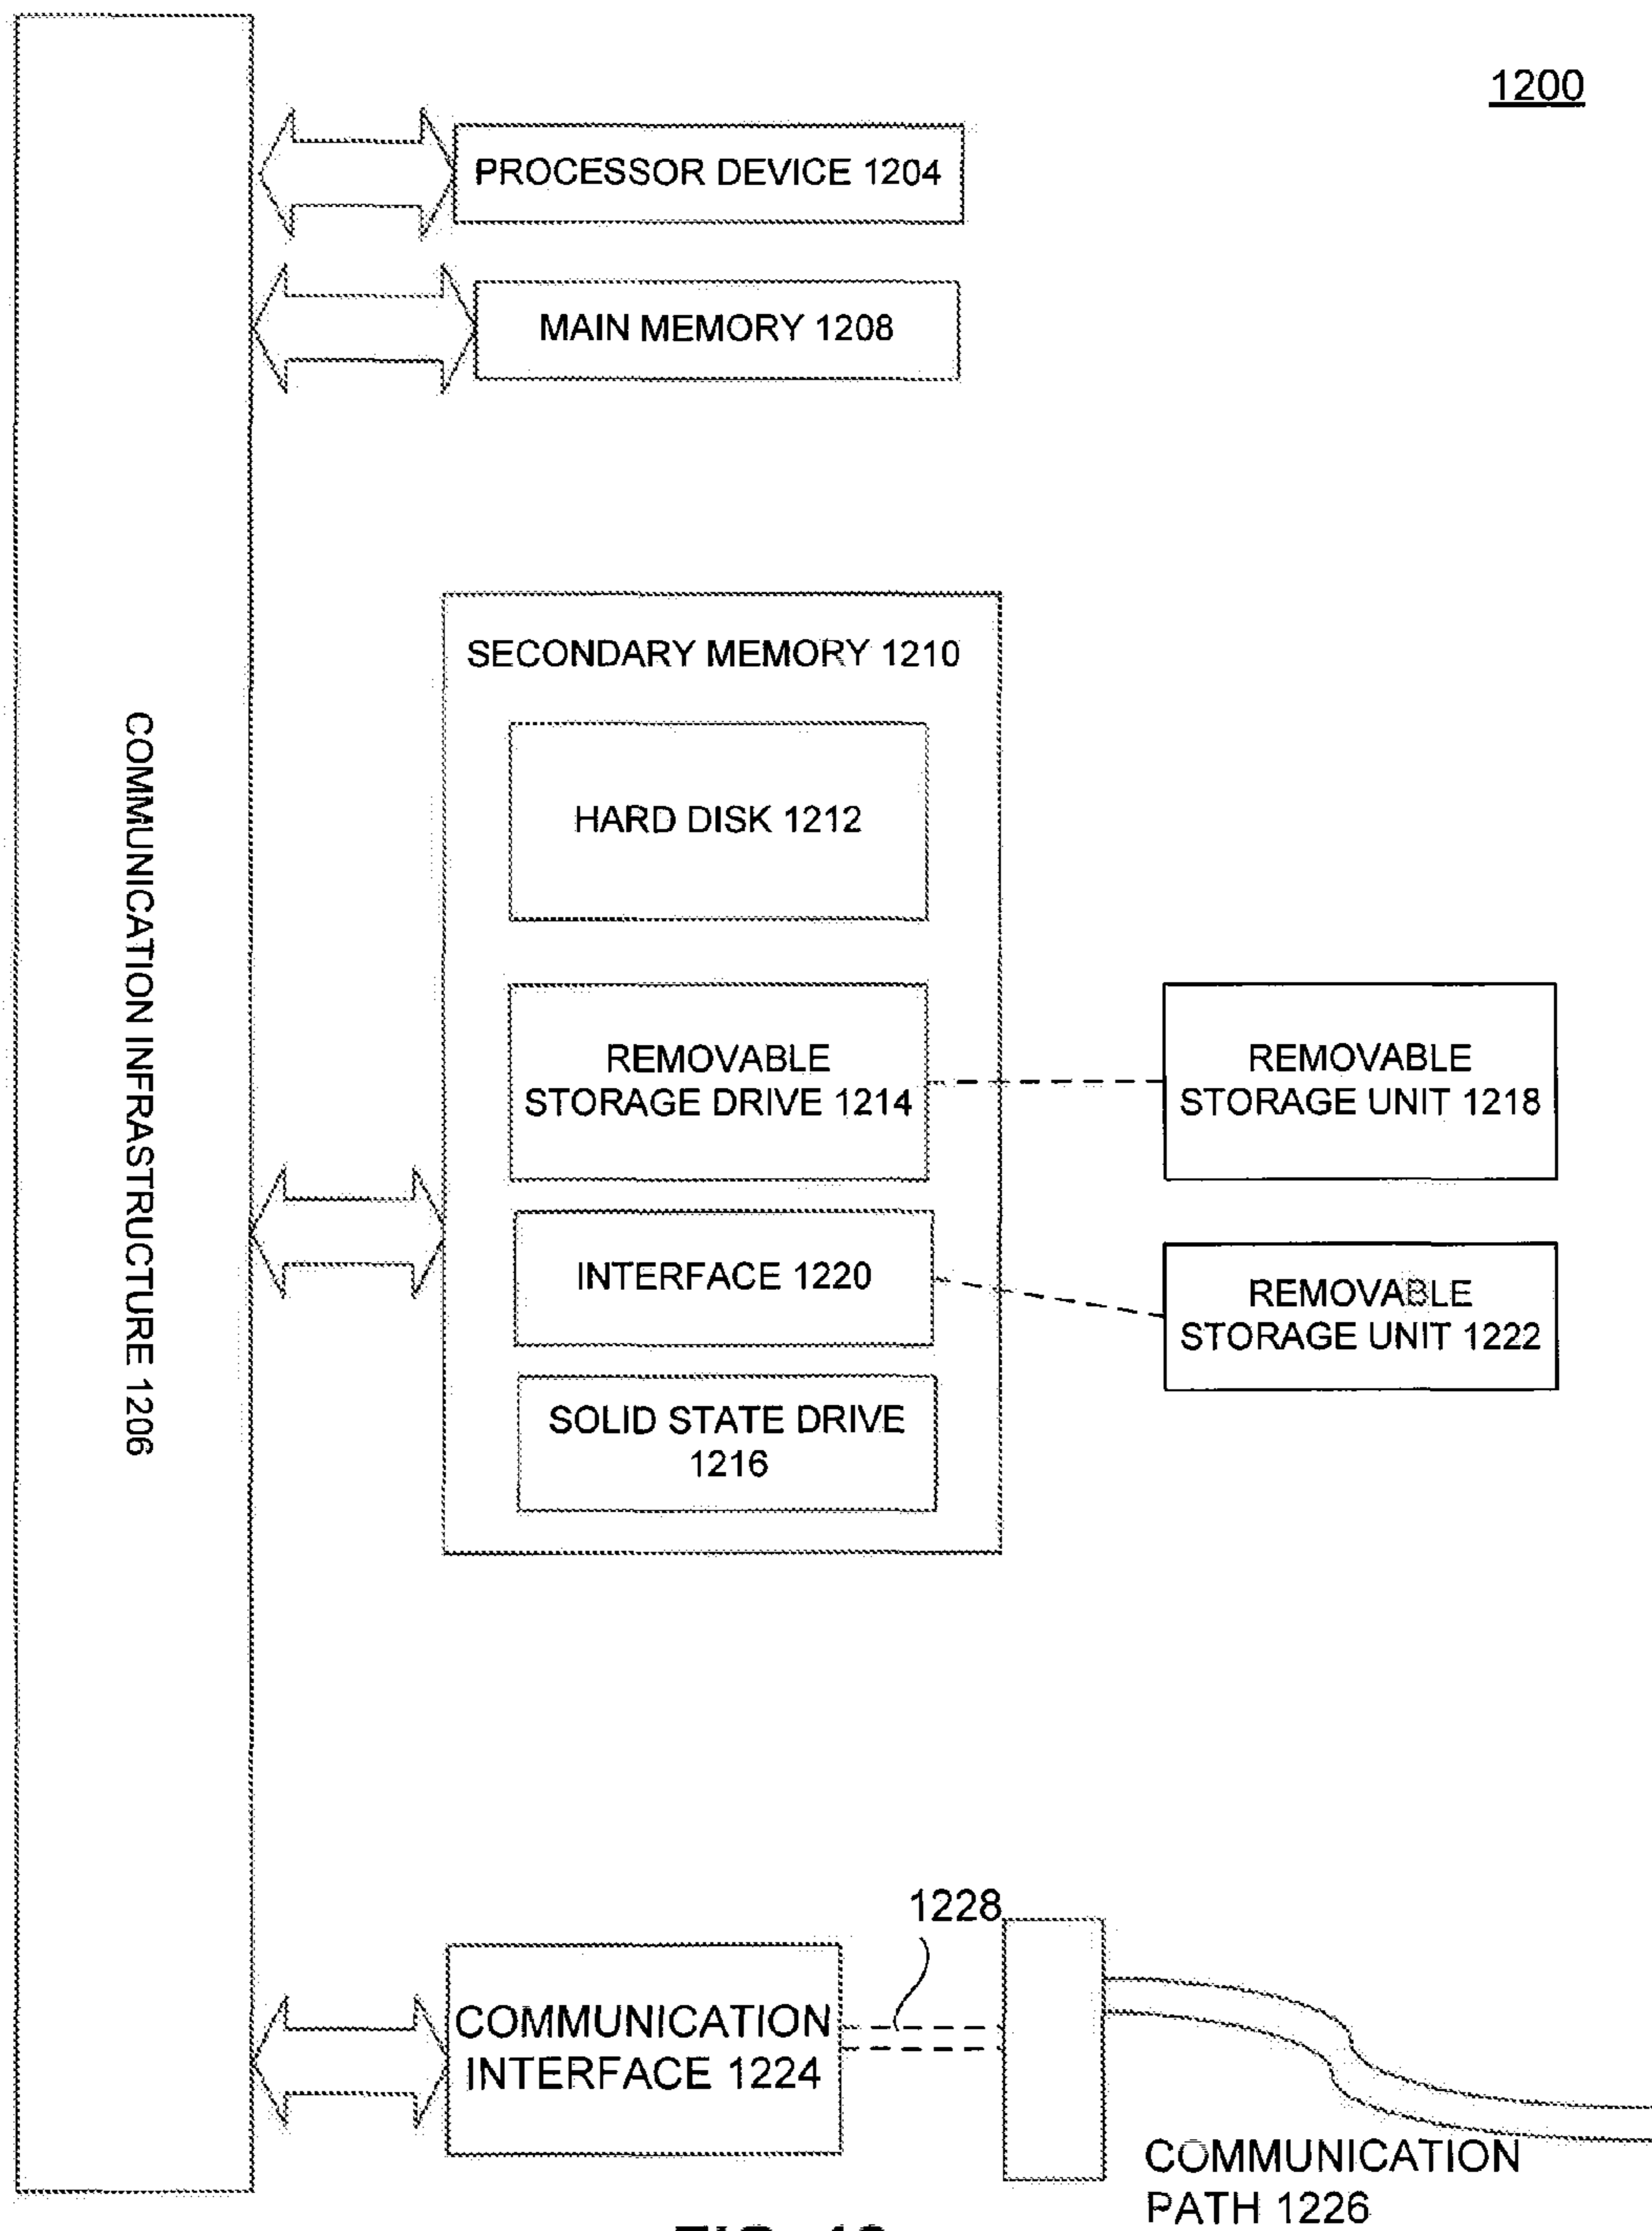 1200
PROCESSOR DEVICE 1204
MAIN MEMORY 1208
SECONDARY MEMORY 1210
HARD DISK 1212
REMOVABLE
STORAGE DRIVE 1214
REMOVABLE
STORAGE UNIT 1218
INTERFACE 1220
REMOVABLE
STORAGE UNIT 1222
SOLID STATE DRIVE
1216
COMMUNICATION INFRASTRUCTURE 1206
1228
COMMUNICATION
INTERFACE 1224
COMMUNICATION
PATH 1226